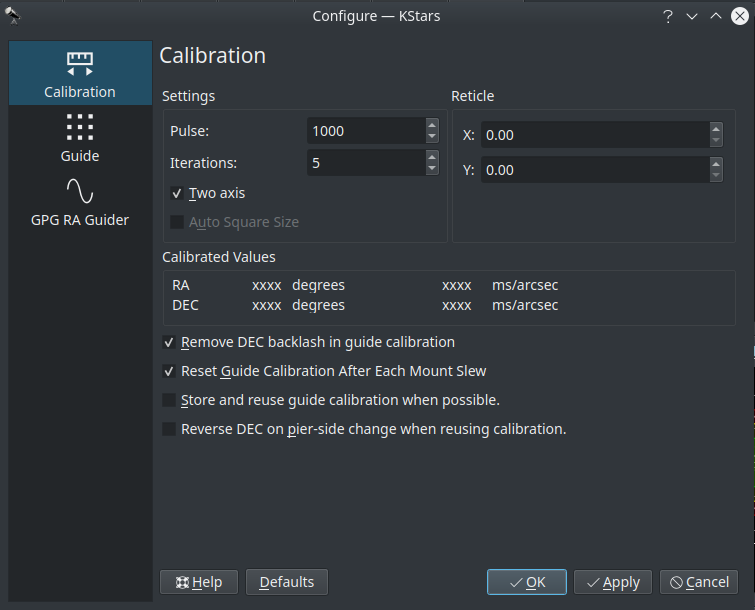 Configure — KStars
Calibration
Guide
GPG RA Guider
Calibration
Settings
Pulse: 1000
Iterations: 5
Two axis
Auto Square Size
Reticle
X: 0.00
Y: 0.00
Calibrated Values
RA xxxx degrees xxxx ms/arcsec
DEC xxxx degrees xxxx ms/arcsec
Remove DEC backlash in guide calibration
Reset Guide Calibration After Each Mount Slew
Store and reuse guide calibration when possible.
Reverse DEC on pier-side change when reusing calibration.
Help Defaults OK Apply Cancel